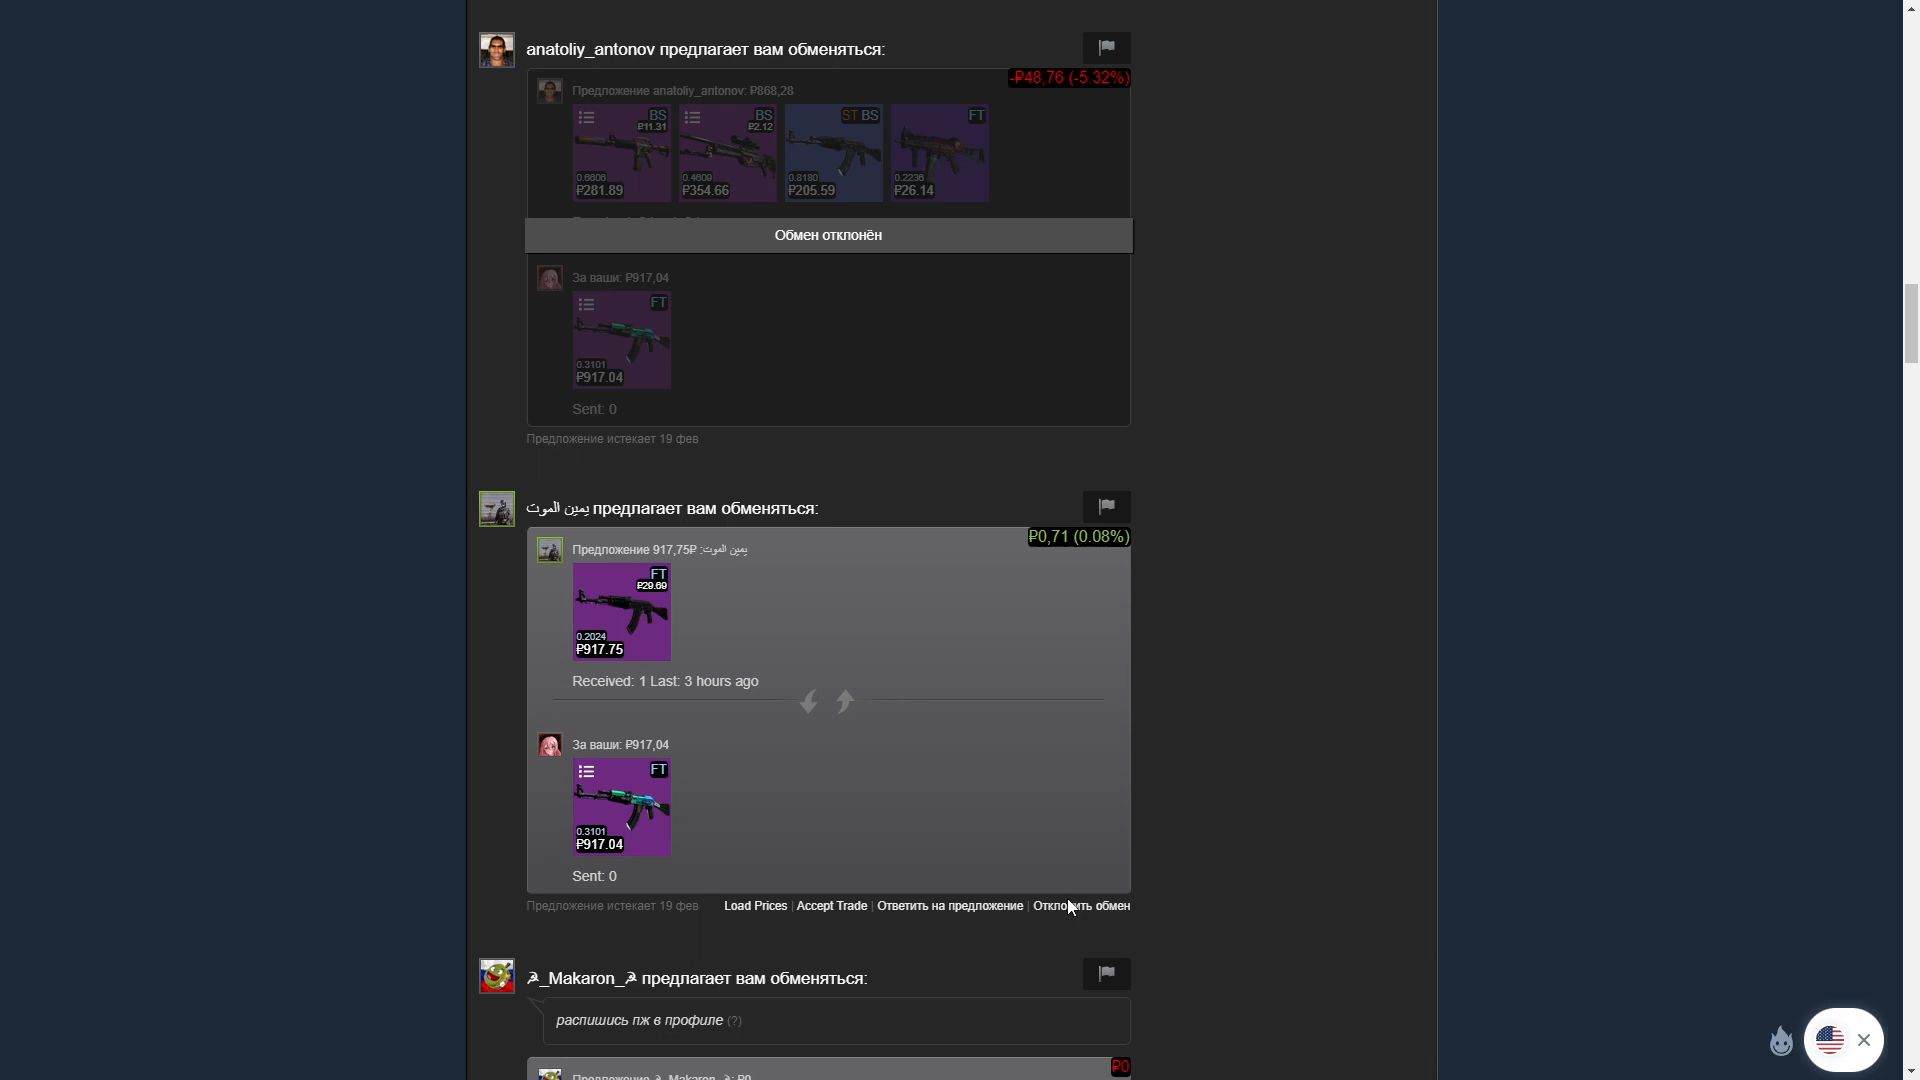 anatoliy_antonov предлагает вам обменяться:
-₽48,76 (-5.32%)
Предложение anatoliy_antonov: ₽868,28
BS
₽11.31
0.6606
₽281.89
BS
₽2.12
0.4609
₽354.66
ST BS
0.8180
₽205.59
FT
0.2236
₽26.14
Обмен отклонён
За ваши: ₽917,04
FT
0.3101
₽917.04
Sent: 0
Предложение истекает 19 фев
يمين الموت предлагает вам обменяться:
₽0,71 (0.08%)
Предложение يمين الموت: ₽917,75
FT
₽29.69
0.2024
₽917.75
Received: 1 Last: 3 hours ago
За ваши: ₽917,04
FT
0.3101
₽917.04
Sent: 0
Предложение истекает 19 фев Load Prices | Accept Trade | Ответить на предложение | Отклонить обмен
☭_Makaron_☭ предлагает вам обменяться:
распишись пж в профиле (?)
₽0
Предложение ☭_Makaron_☭: ₽0